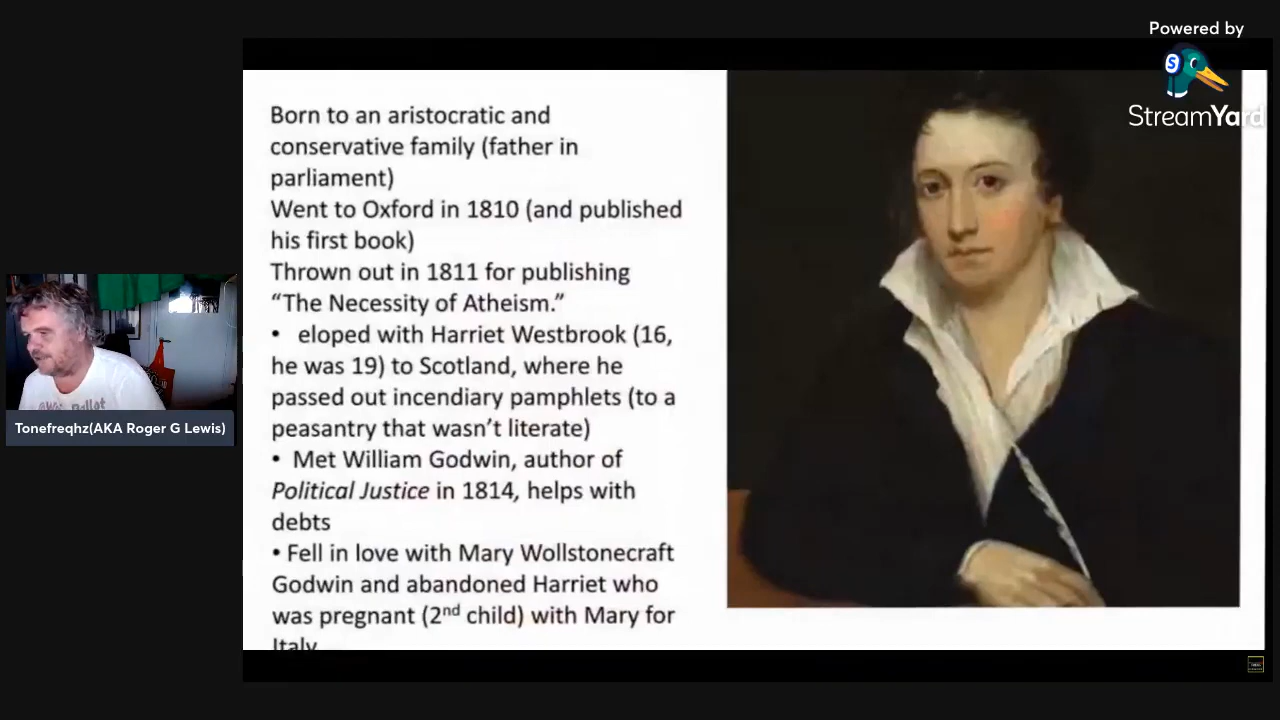 Powered by
StreamYard
Born to an aristocratic and
conservative family (father in
parliament)
Went to Oxford in 1810 (and published
his first book)
Thrown out in 1811 for publishing
“The Necessity of Atheism.”
• eloped with Harriet Westbrook (16,
he was 19) to Scotland, where he
passed out incendiary pamphlets (to a
peasantry that wasn’t literate)
• Met William Godwin, author of
Political Justice in 1814, helps with
debts
• Fell in love with Mary Wollstonecraft
Godwin and abandoned Harriet who
was pregnant (2nd child) with Mary for
Italy
Tonefreqhz(AKA Roger G Lewis)